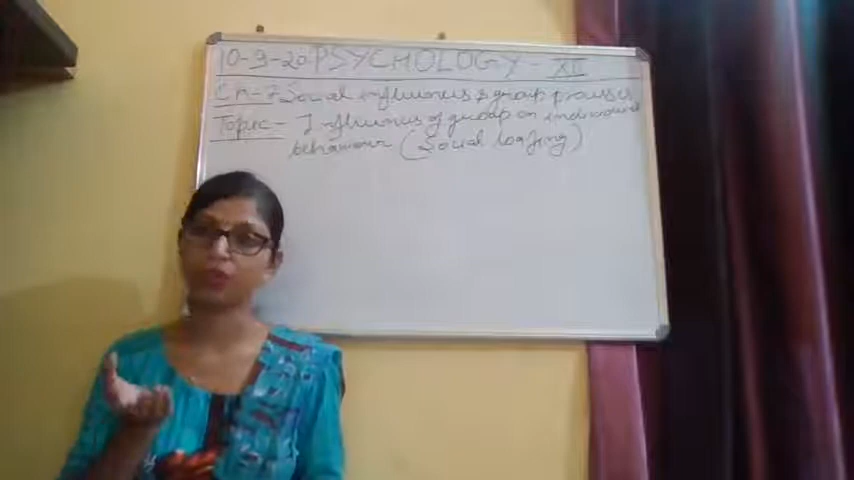 10-9-20 PSYCHOLOGY - XII
Ch-7 Social influences & group processes
Topic - Influences of group on individual
behaviour (Social loafing)